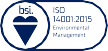 bsi.
ISO
14001:2015
Environmental
Management